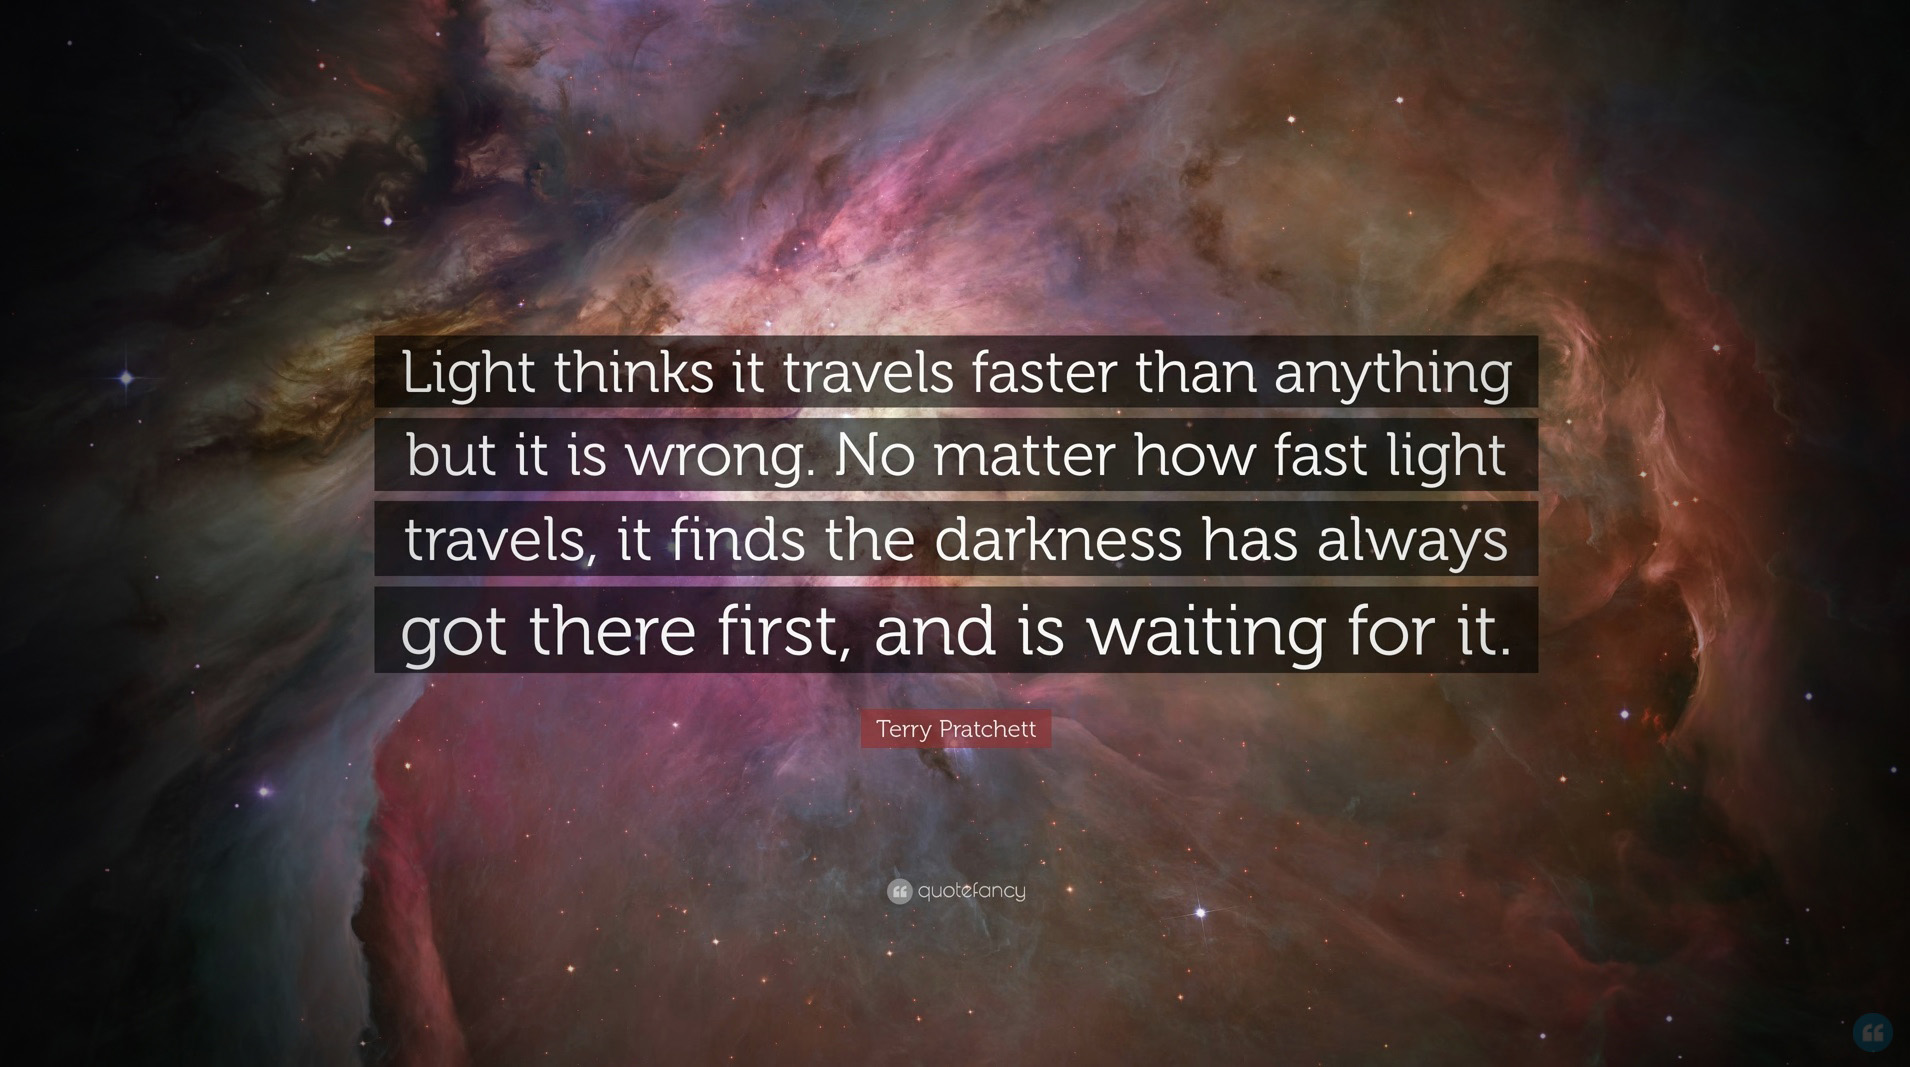 Light thinks it travels faster than anything
but it is wrong. No matter how fast light
travels, it finds the darkness has always
got there first, and is waiting for it.
Terry Pratchett
quotefancy